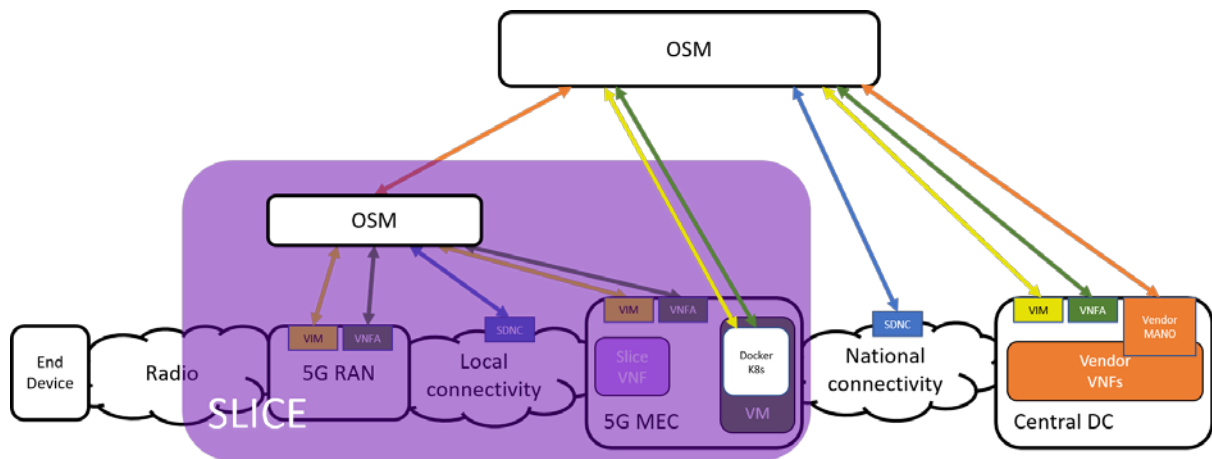 OSM
OSM
VIM
VNFA
SDNC
VIM
VNFA
SDNC
VIM
VNFA
Vendor
MANO
End
Device
Radio
5G RAN
Local
connectivity
Slice
VNF
Docker
K8s
VM
5G MEC
National
connectivity
Vendor
VNFs
Central DC
SLICE